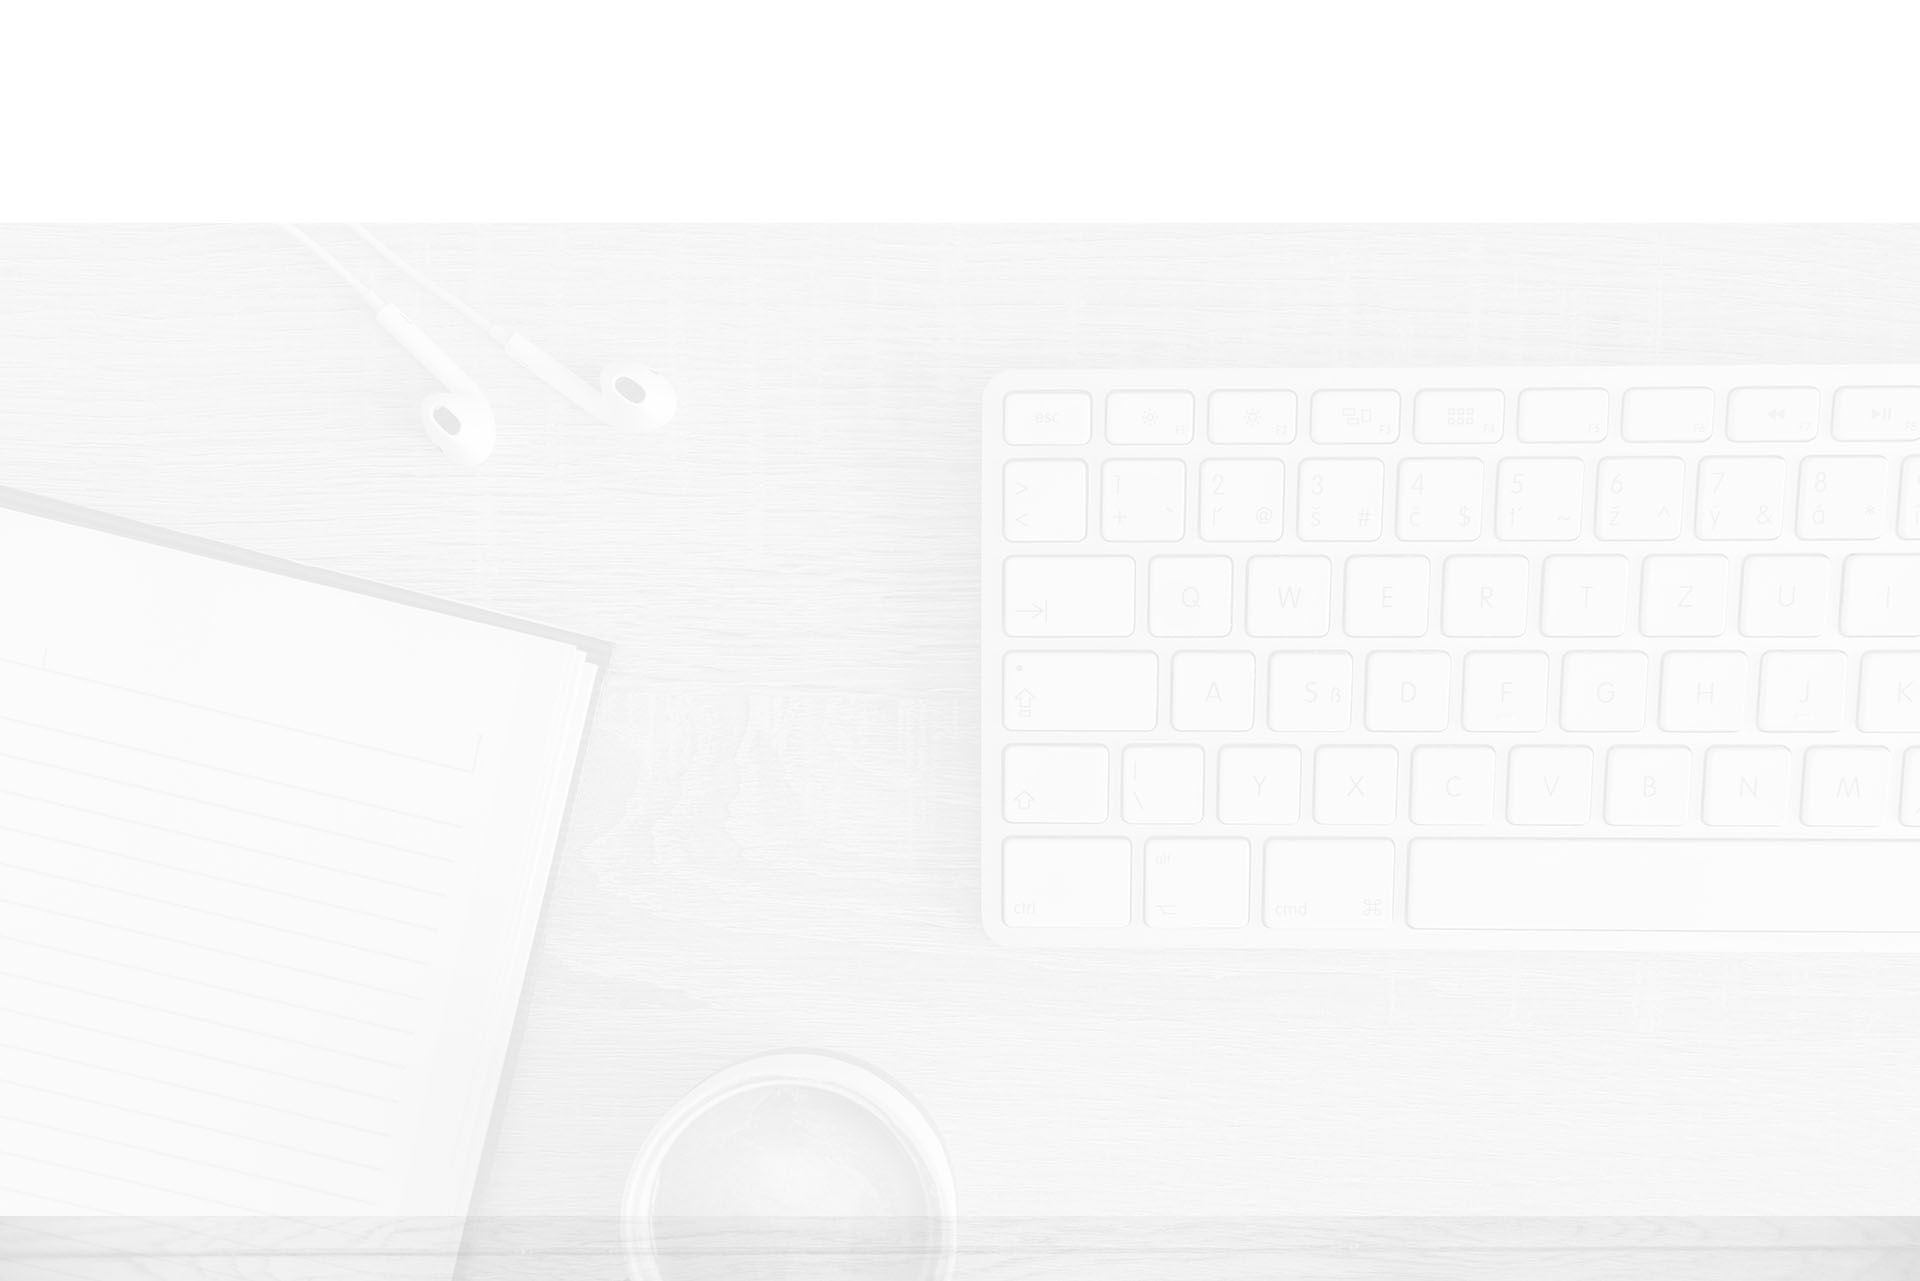 esc F1 F2 F3 F4 F5 F6 F7 F8
> 1 2 3 4 5 6 7 8
< + ` ľ @ š # č $ ť ~ ž ^ ý & á *
Q W E R T Z U I
A S ß D F G H J K
| \ Y X C V B N M
alt
ctrl cmd ⌘